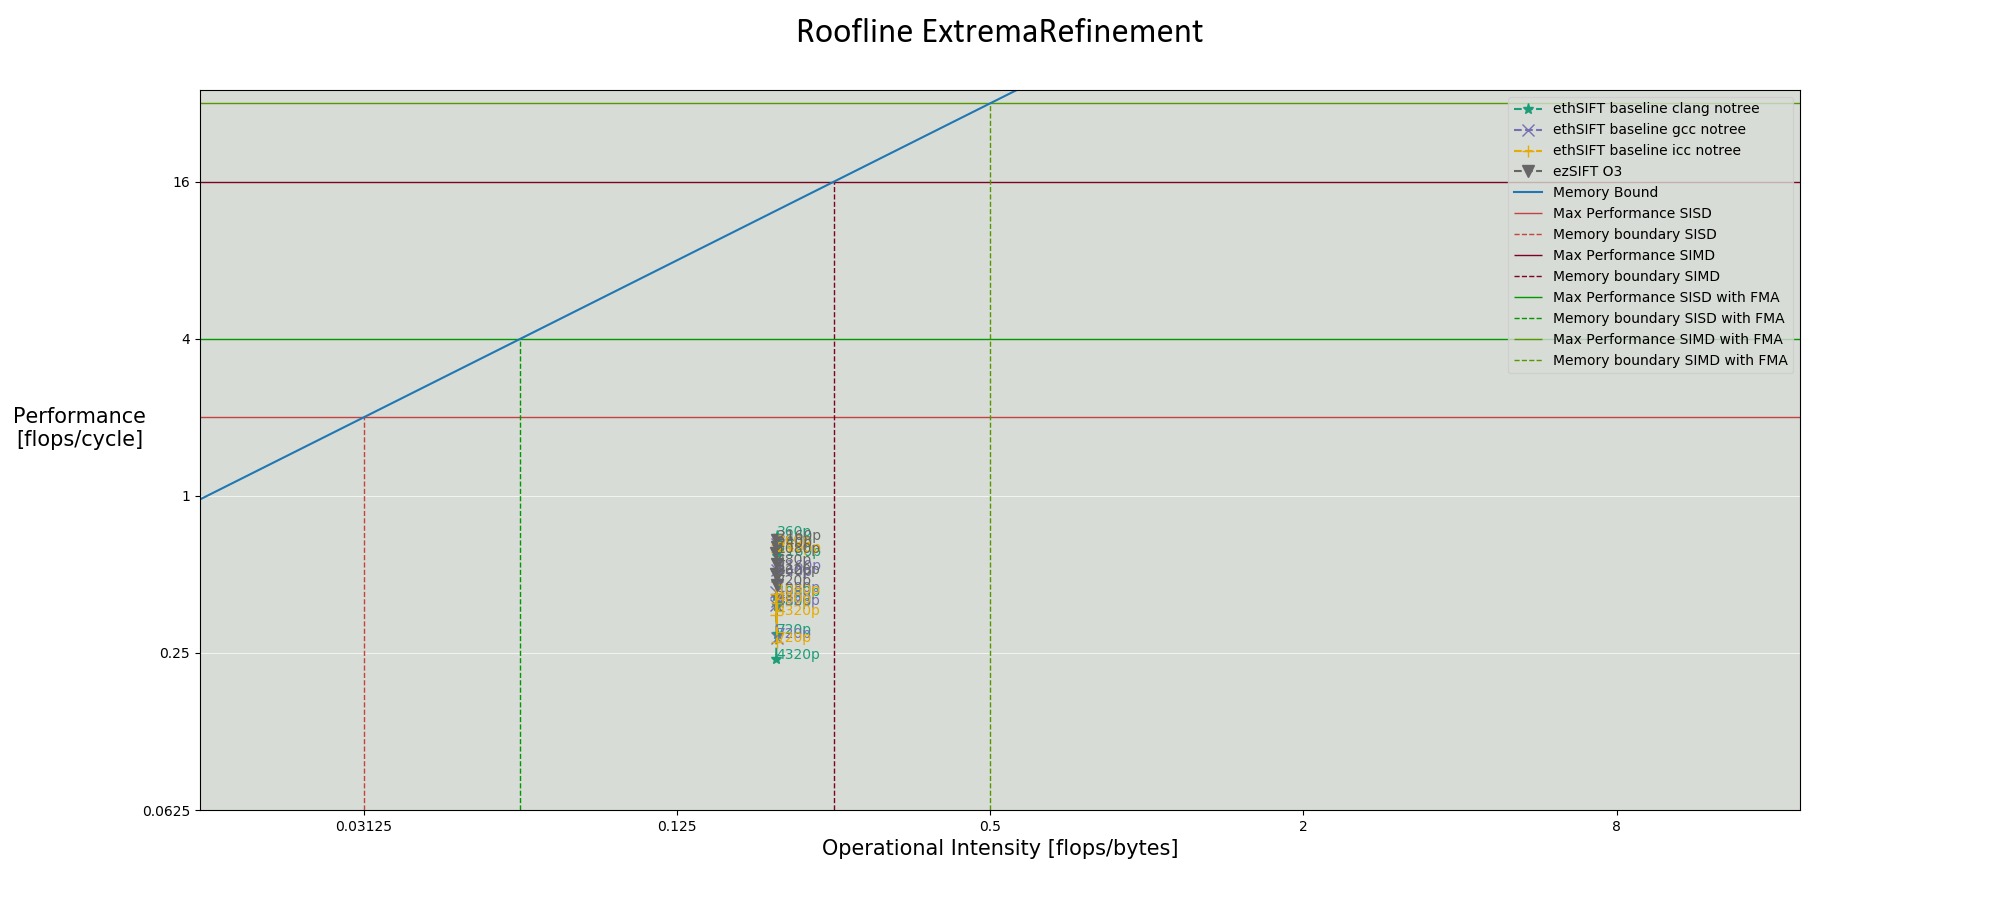 Roofline ExtremaRefinement
ethSIFT baseline clang notree
ethSIFT baseline gcc notree
ethSIFT baseline icc notree
ezSIFT O3
Memory Bound
Max Performance SISD
Memory boundary SISD
Max Performance SIMD
Memory boundary SIMD
Max Performance SISD with FMA
Memory boundary SISD with FMA
Max Performance SIMD with FMA
Memory boundary SIMD with FMA
16
4
1
0.25
0.0625
Performance
[flops/cycle]
360p
720p
4320p
0.03125
0.125
0.5
2
8
Operational Intensity [flops/bytes]